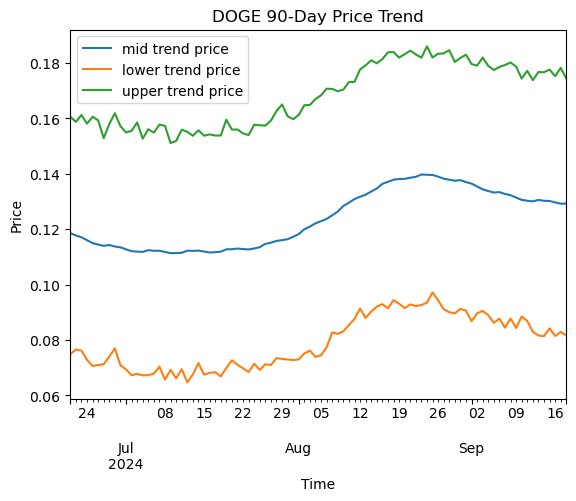 DOGE 90-Day Price Trend
mid trend price
lower trend price
upper trend price
Price
0.18
0.16
0.14
0.12
0.10
0.08
0.06
24 08 15 22 29 05 12 19 26 02 09 16
Jul Aug Sep
2024
Time